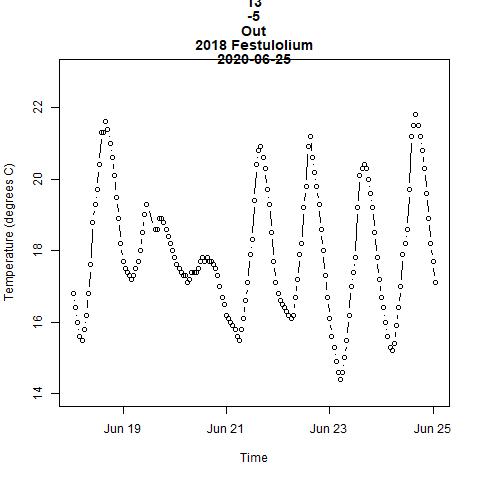 13
-5
Out
2018 Festulolium
2020-06-25
Temperature (degrees C)
22
20
18
16
14
Jun 19
Jun 21
Jun 23
Jun 25
Time